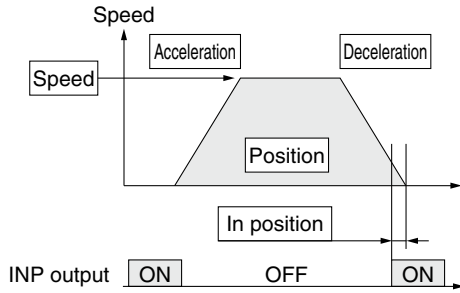 Speed
Acceleration
Deceleration
Speed
Position
In position
INP output
ON
OFF
ON